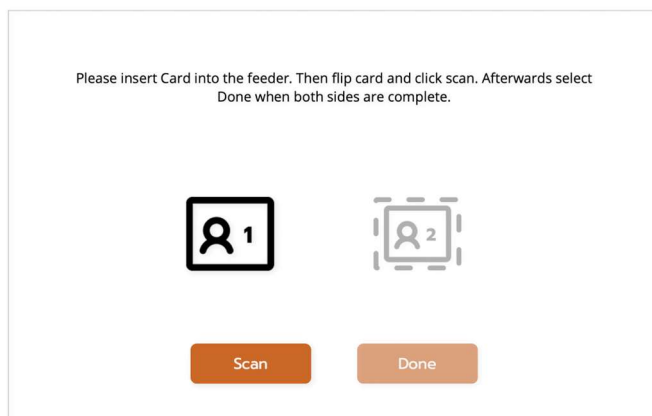 Please insert Card into the feeder. Then flip card and click scan. Afterwards select
Done when both sides are complete.
1
2
Scan
Done